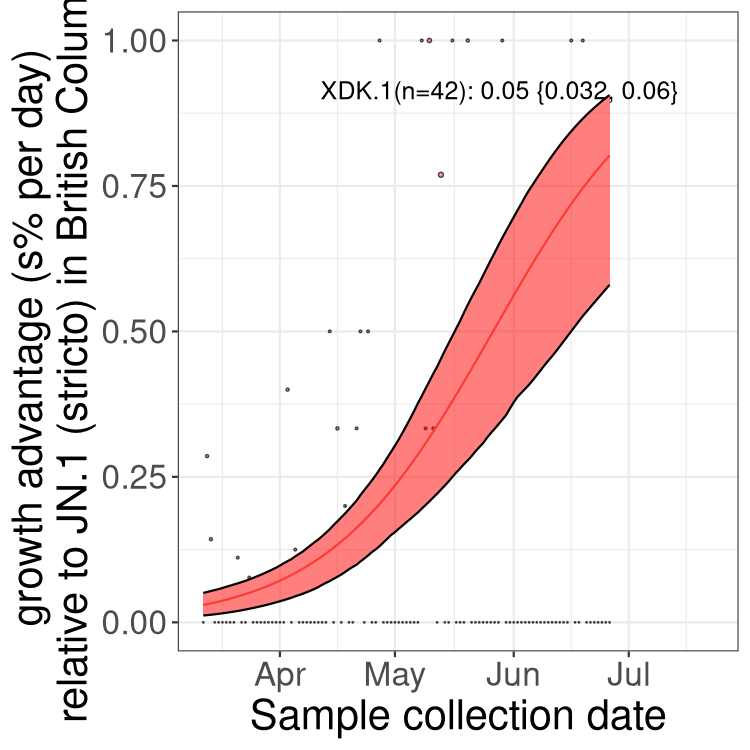 growth advantage (s% per day)
relative to JN.1 (stricto) in British Colum
1.00
0.75
0.50
0.25
0.00
XDK.1(n=42): 0.05 {0.032, 0.06}
Apr May Jun Jul
Sample collection date